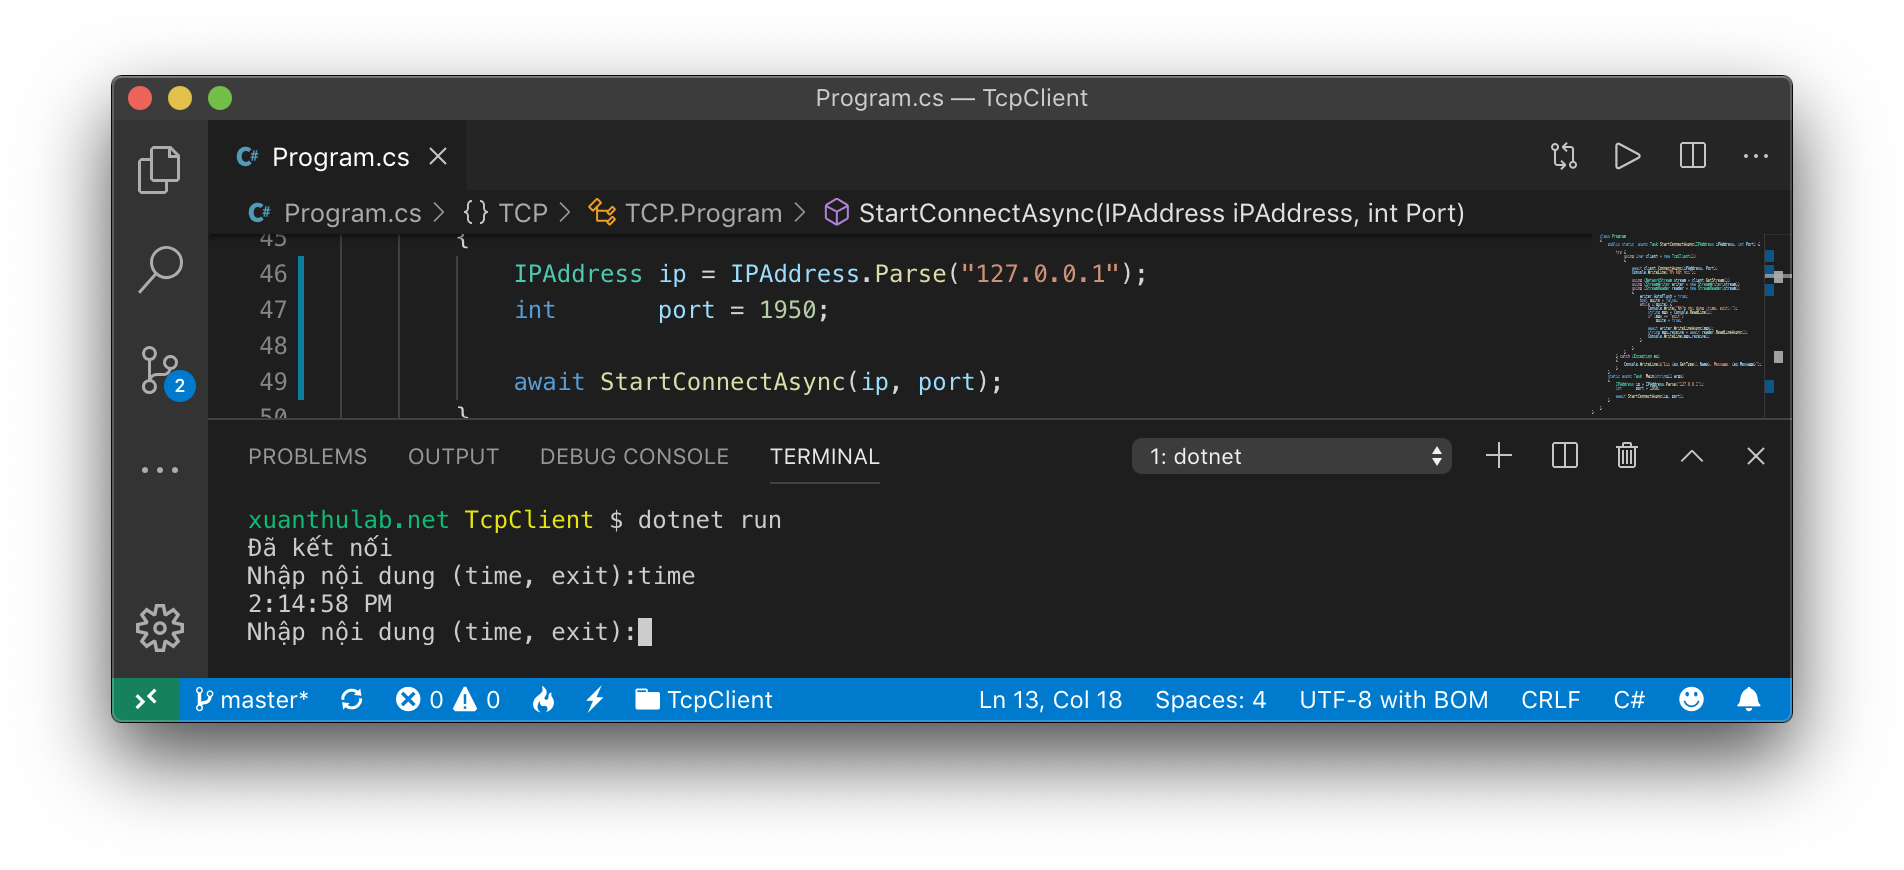 Program.cs — TcpClient
C# Program.cs
C# Program.cs > {} TCP > TCP.Program > StartConnectAsync(IPAddress iPAddress, int Port)
45 {
46 IPAddress ip = IPAddress.Parse("127.0.0.1");
47 int port = 1950;
48
49 await StartConnectAsync(ip, port);
50 }
2
PROBLEMS OUTPUT DEBUG CONSOLE TERMINAL 1: dotnet
xuanthulab.net TcpClient $ dotnet run
Đã kết nối
Nhập nội dung (time, exit):time
2:14:58 PM
Nhập nội dung (time, exit):
master* 0 0 TcpClient Ln 13, Col 18 Spaces: 4 UTF-8 with BOM CRLF C#